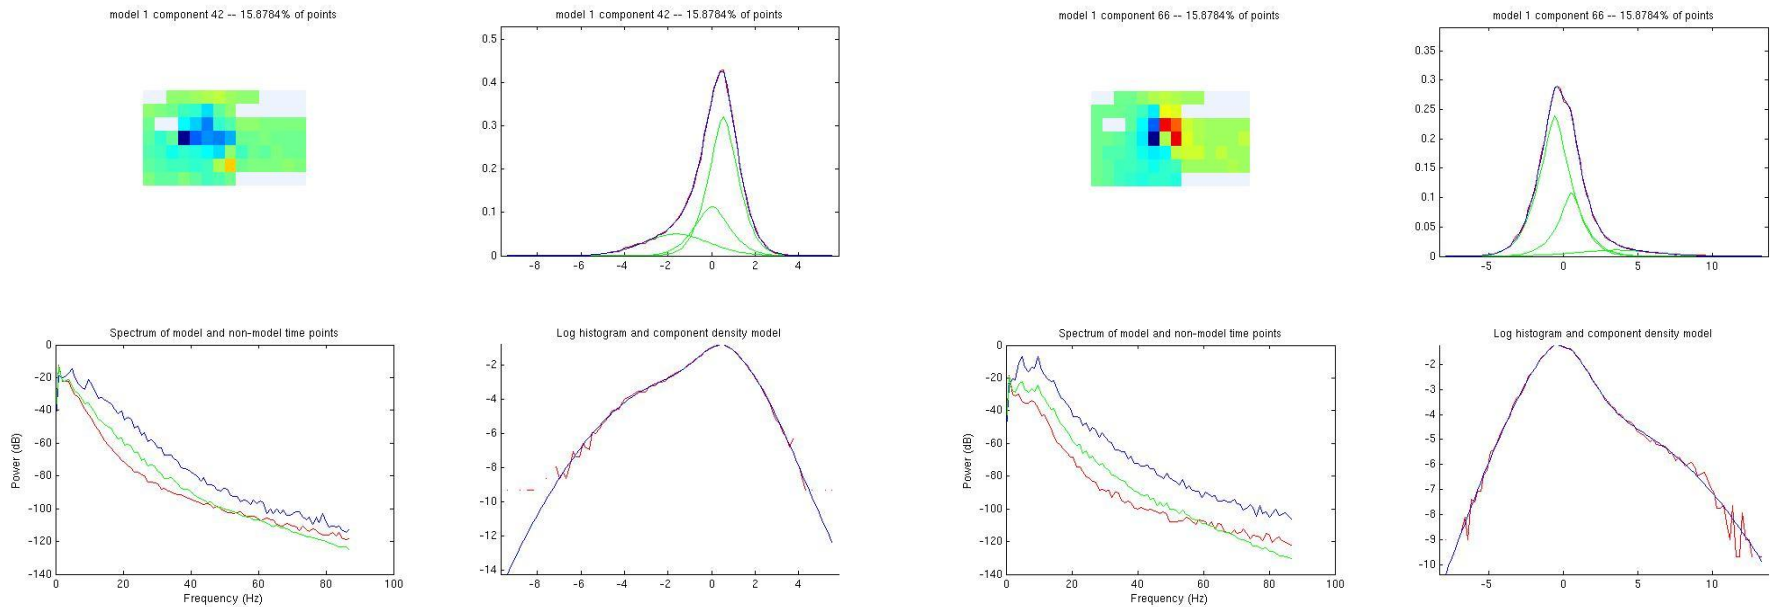 model 1 component 42 -- 15.8784% of points
model 1 component 42 -- 15.8784% of points
model 1 component 66 -- 15.8784% of points
model 1 component 66 -- 15.8784% of points
0.5
0.4
0.3
0.2
0.1
0
-8 -6 -4 -2 0 2 4
0.35
0.3
0.25
0.2
0.15
0.1
0.05
0
-5 0 5 10
Spectrum of model and non-model time points
0
-20
-40
-60
-80
-100
-120
-140
Power (dB)
0 20 40 60 80 100
Frequency (Hz)
Log histogram and component density model
-2
-4
-6
-8
-10
-12
-14
-8 -6 -4 -2 0 2 4
Spectrum of model and non-model time points
0
-20
-40
-60
-80
-100
-120
-140
Power (dB)
0 20 40 60 80 100
Frequency (Hz)
Log histogram and component density model
-2
-3
-4
-5
-6
-7
-8
-9
-10
-5 0 5 10